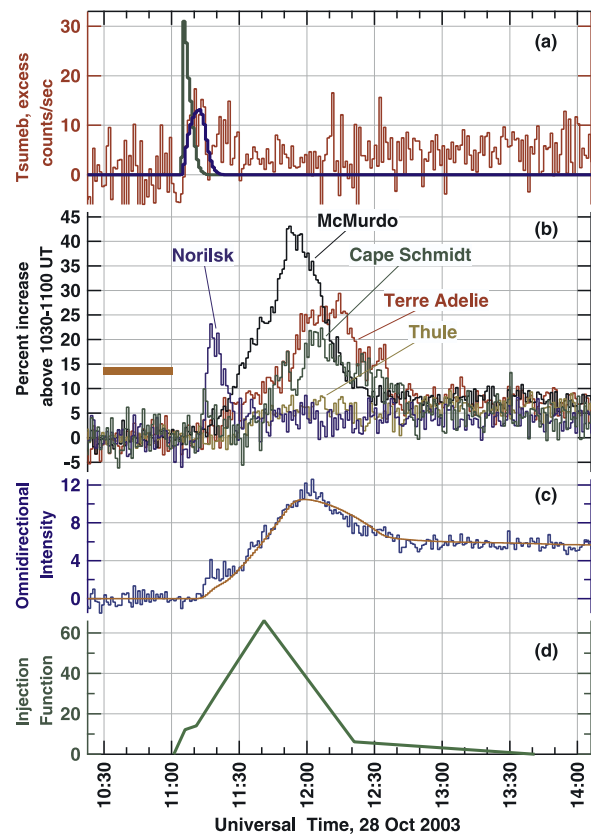 (a)
Tsumeb, excess
counts/sec
30
20
10
0
(b)
Percent increase
above 1030-1100 UT
45
40
35
30
25
20
15
10
5
0
-5
McMurdo
Norilsk
Cape Schmidt
Terre Adelie
Thule
(c)
Omnidirectional
Intensity
12
8
4
0
(d)
Injection
Function
60
40
20
0
10:30
11:00
11:30
12:00
12:30
13:00
13:30
14:00
Universal Time, 28 Oct 2003